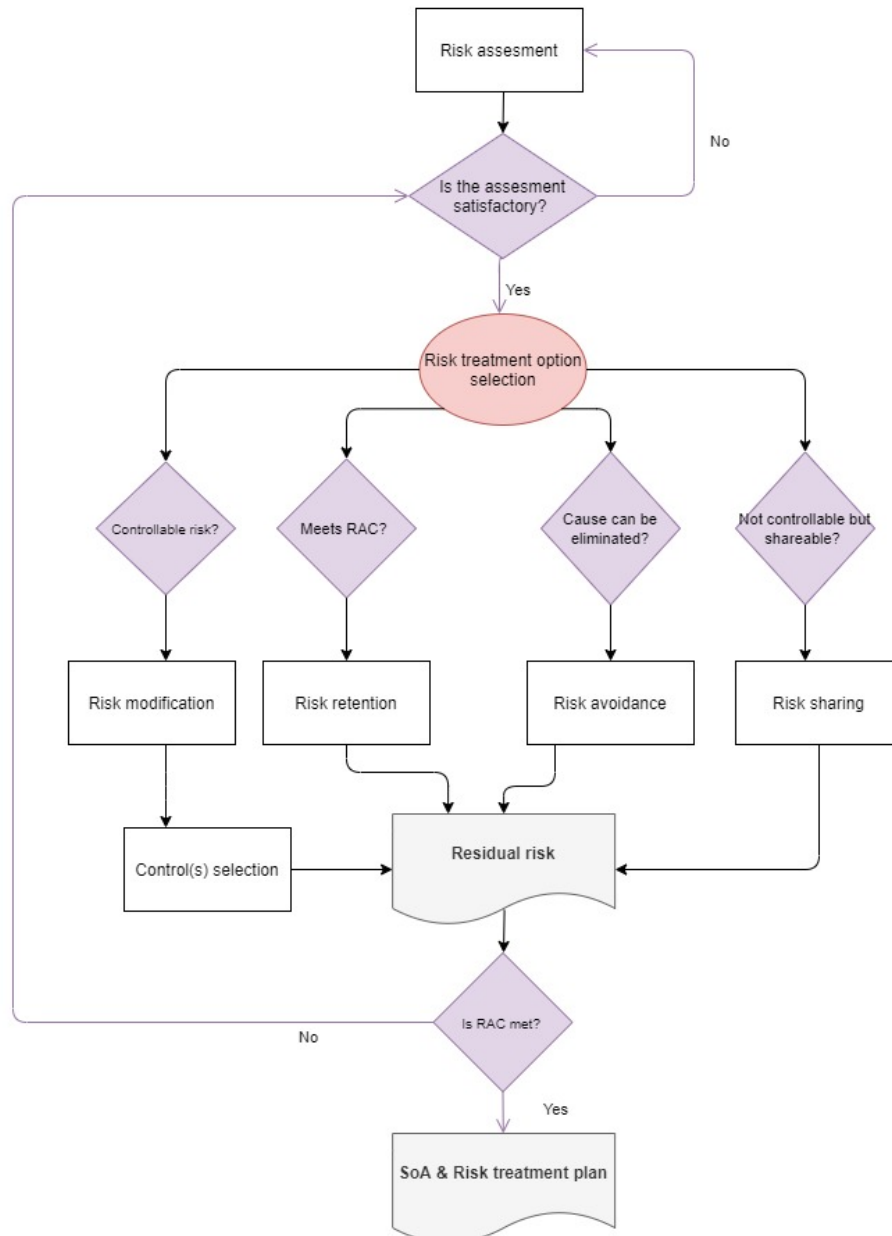 Risk assesment
No
Is the assesment
satisfactory?
Yes
Risk treatment option
selection
Controllable risk?
Meets RAC?
Cause can be
eliminated?
Not controllable but
shareable?
Risk modification
Risk retention
Risk avoidance
Risk sharing
Control(s) selection
Residual risk
Is RAC met?
No
Yes
SoA & Risk treatment plan